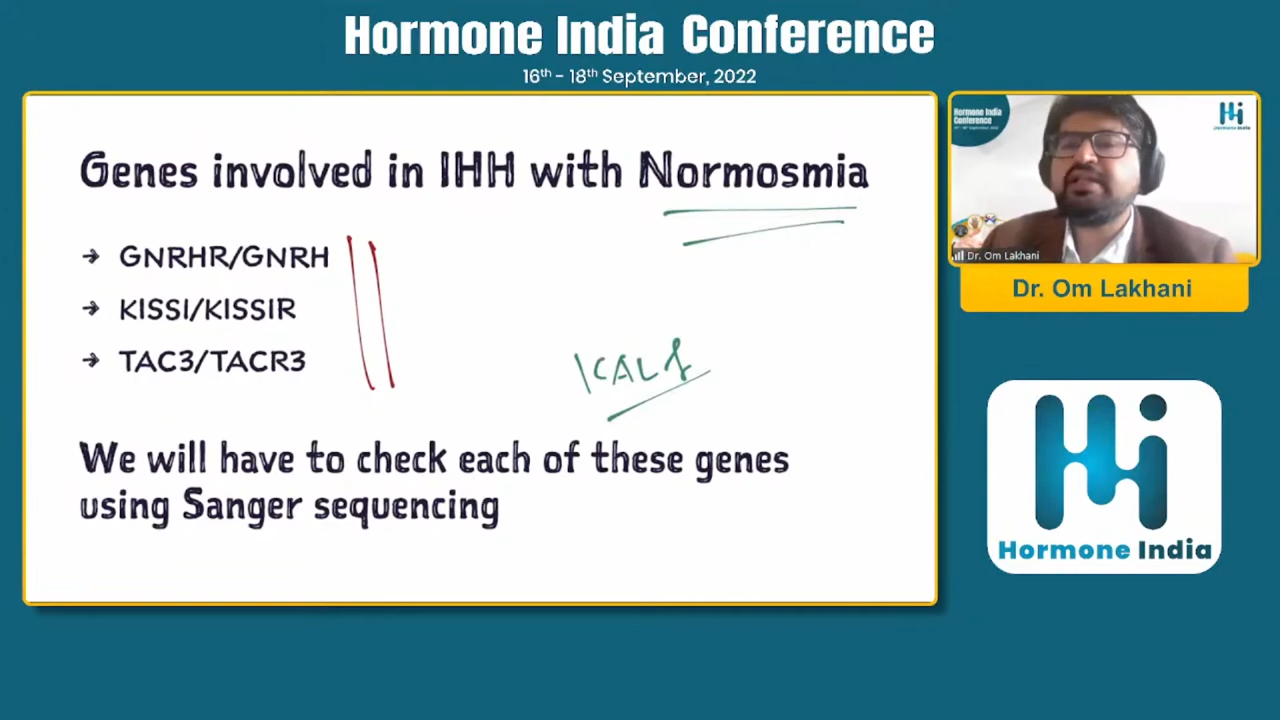 Hormone India Conference
16th - 18th September, 2022
Genes involved in IHH with Normosmia
→ GNRHR/GNRH
→ KISS1/KISS1R
→ TAC3/TACR3
KAL1
We will have to check each of these genes
using Sanger sequencing
Hormone India
Conference
Hormone India
Dr. Om Lakhani
Dr. Om Lakhani
Hormone India